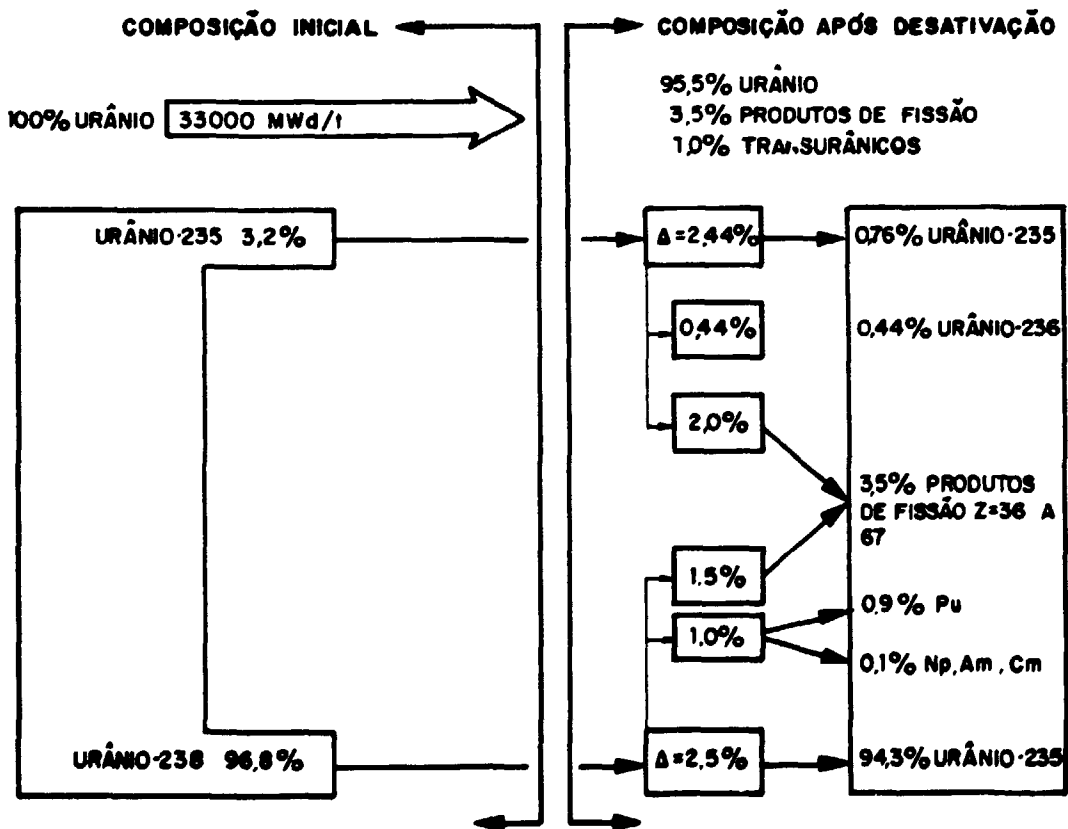 COMPOSIÇÃO INICIAL
COMPOSIÇÃO APÓS DESATIVAÇÃO
100% URÂNIO
33000 MWd/t
95,5% URÂNIO
3,5% PRODUTOS DE FISSÃO
1,0% TRANSURÂNICOS
URÂNIO-235 3,2%
Δ=2,44%
0,76% URÂNIO-235
0,44%
0,44% URÂNIO-236
2,0%
3,5% PRODUTOS
DE FISSÃO Z=36 A
67
1,5%
0,9% Pu
1,0%
0,1% Np, Am, Cm
URÂNIO-238 96,8%
Δ=2,5%
94,3% URÂNIO-235